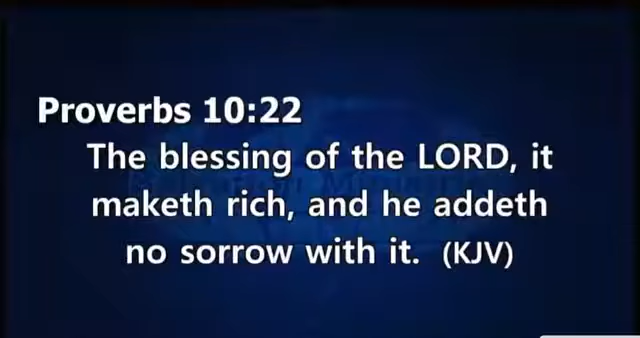 Proverbs 10:22
The blessing of the LORD, it
maketh rich, and he addeth
no sorrow with it. (KJV)